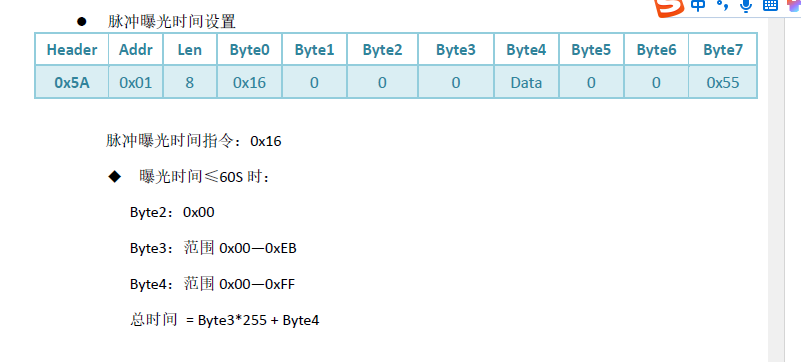 中
● 脉冲曝光时间设置
Header Addr Len Byte0 Byte1 Byte2 Byte3 Byte4 Byte5 Byte6 Byte7
0x5A 0x01 8 0x16 0 0 0 Data 0 0 0x55
脉冲曝光时间指令：0x16
◆ 曝光时间≤60S 时：
Byte2：0x00
Byte3：范围 0x00—0xEB
Byte4：范围 0x00—0xFF
总时间 = Byte3*255 + Byte4